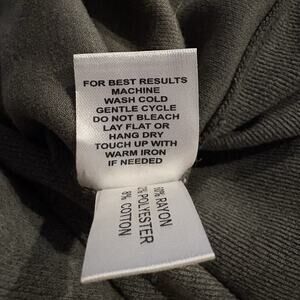 FOR BEST RESULTS
MACHINE
WASH COLD
GENTLE CYCLE
DO NOT BLEACH
LAY FLAT OR
HANG DRY
TOUCH UP WITH
WARM IRON
IF NEEDED
RAYON
POLYESTER
8% COTTON